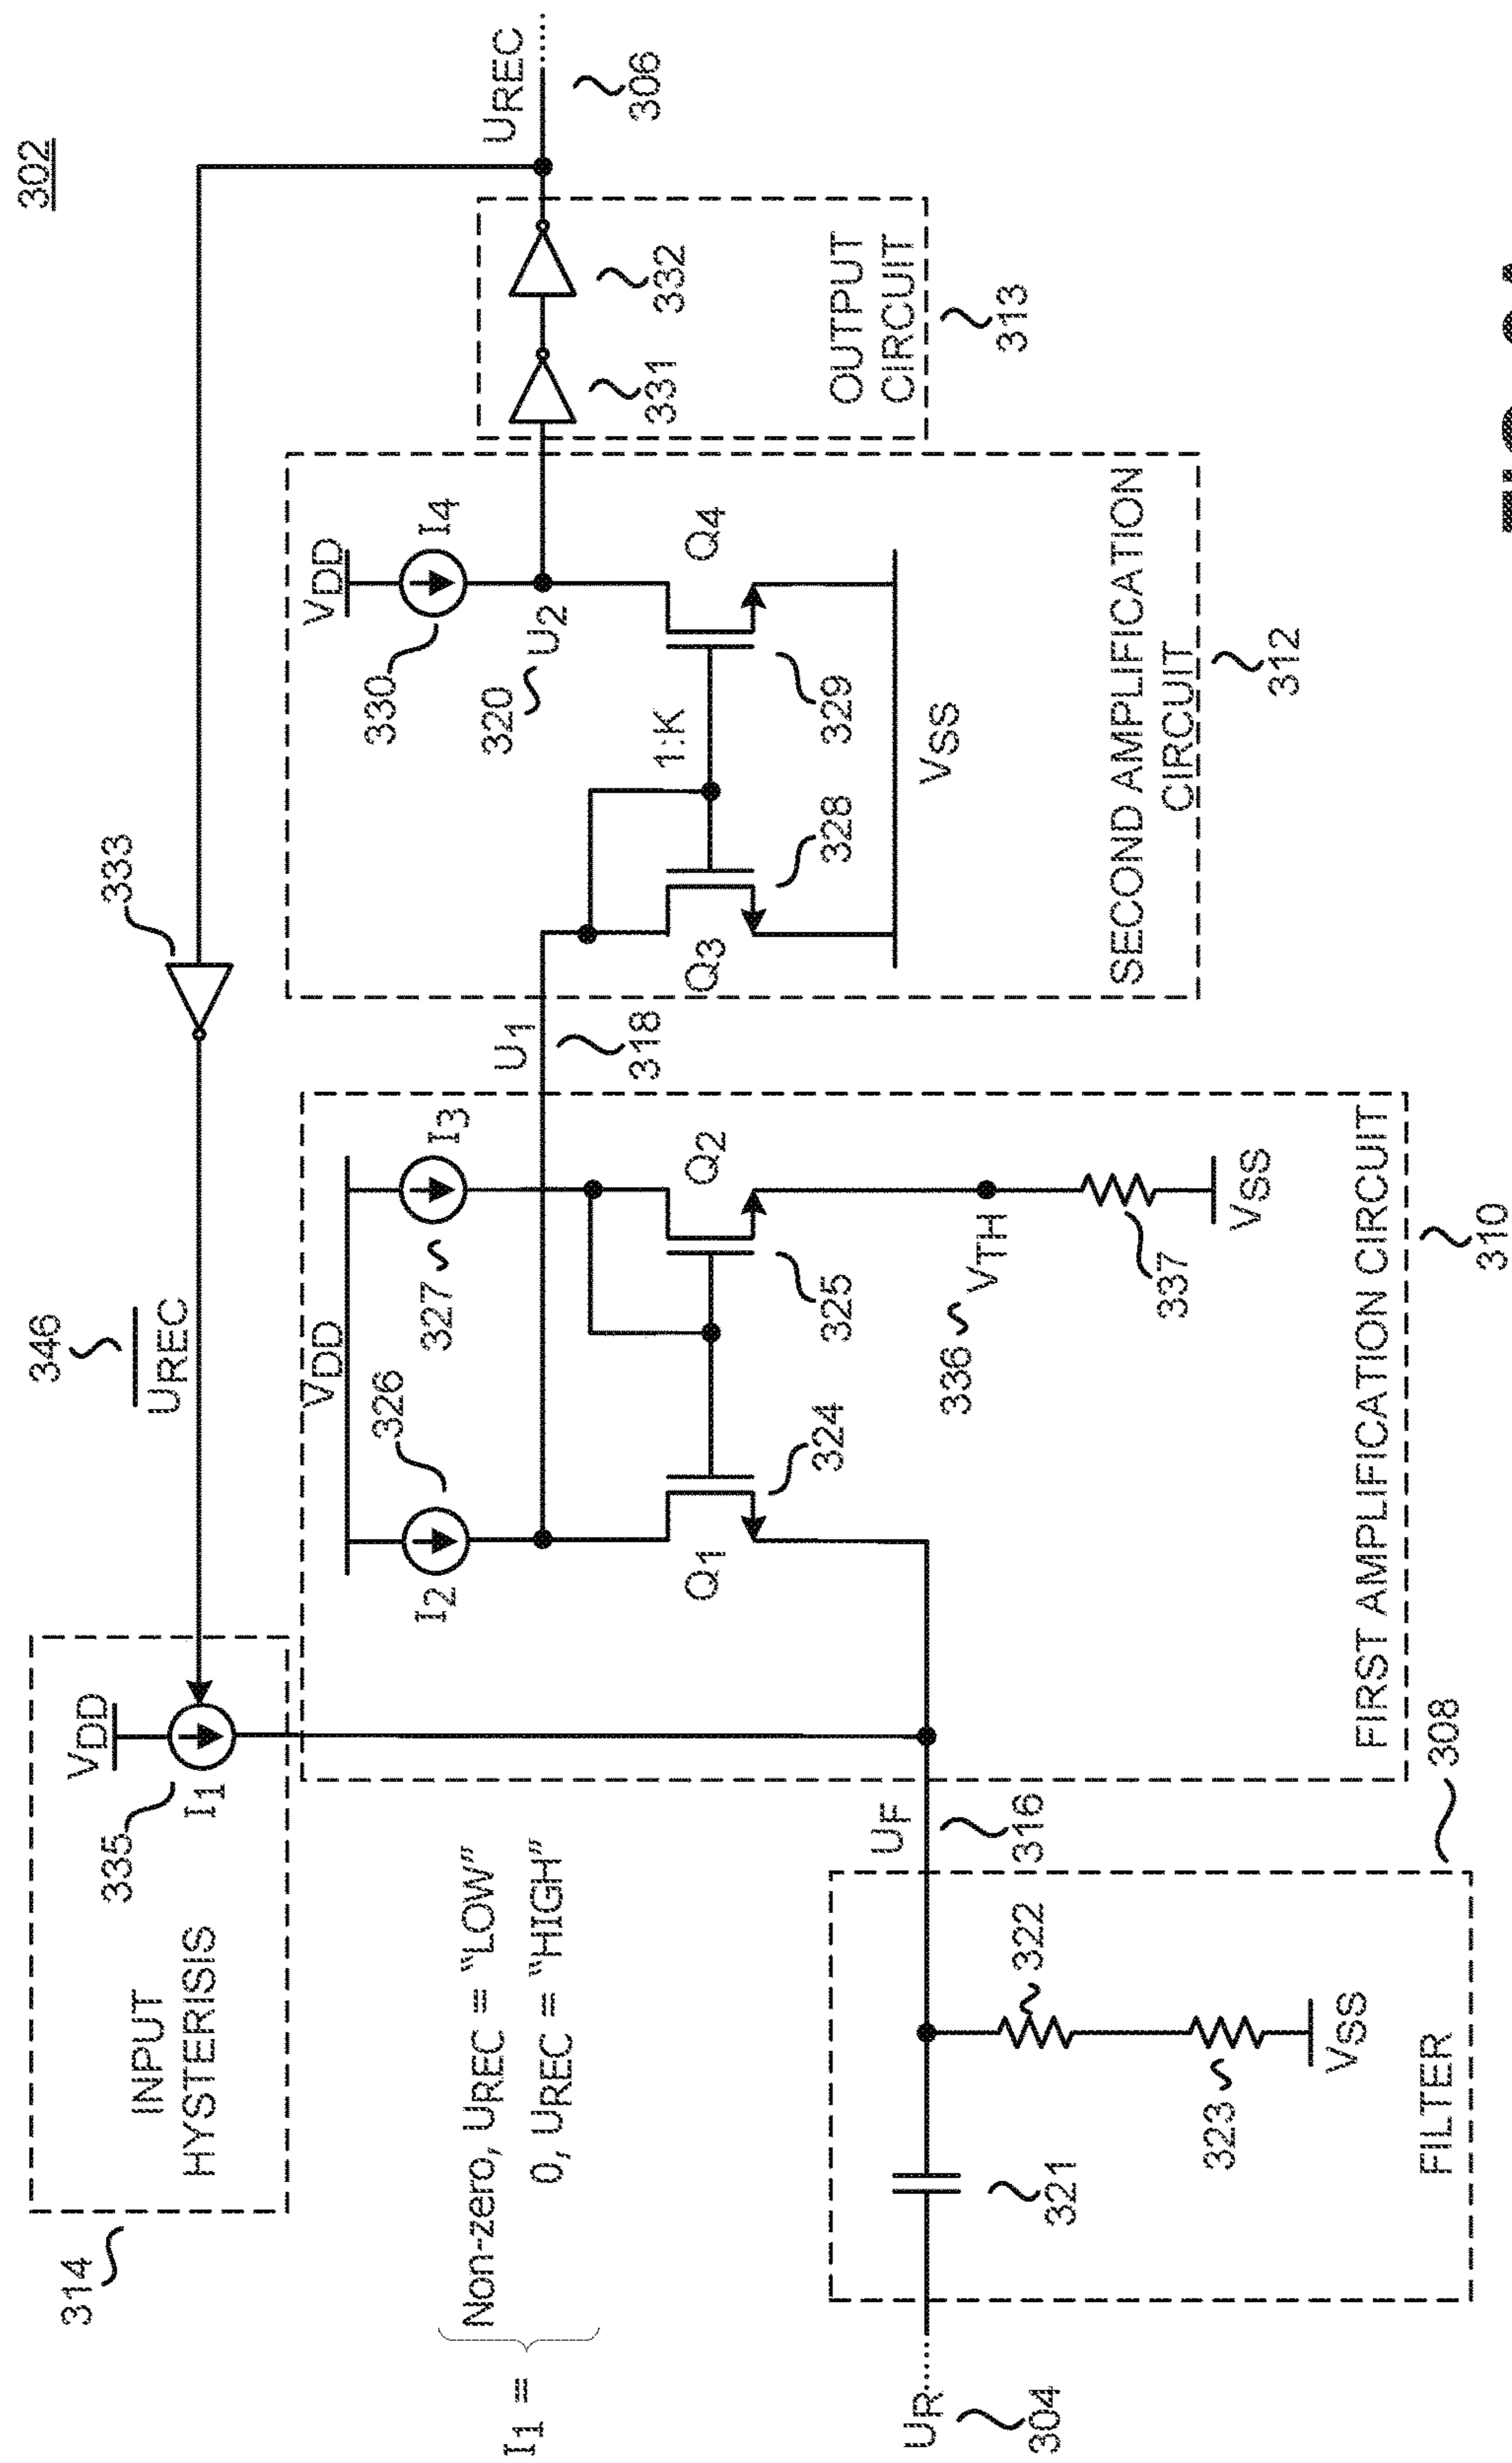 302
314
INPUT
HYSTERISIS
VDD
335
I1
346
UREC
333
UREC
306
I1 =
Non-zero, UREC = "LOW"
0, UREC = "HIGH"
VDD
I2
326
327
I3
Q1
324
Q2
325
336
VTH
337
VSS
FIRST AMPLIFICATION CIRCUIT
310
U1
318
VDD
330
I4
320
U2
Q3
328
1:K
Q4
329
VSS
SECOND AMPLIFICATION
CIRCUIT
312
331
332
OUTPUT
CIRCUIT
313
UR
304
321
322
323
VSS
FILTER
308
UF
316